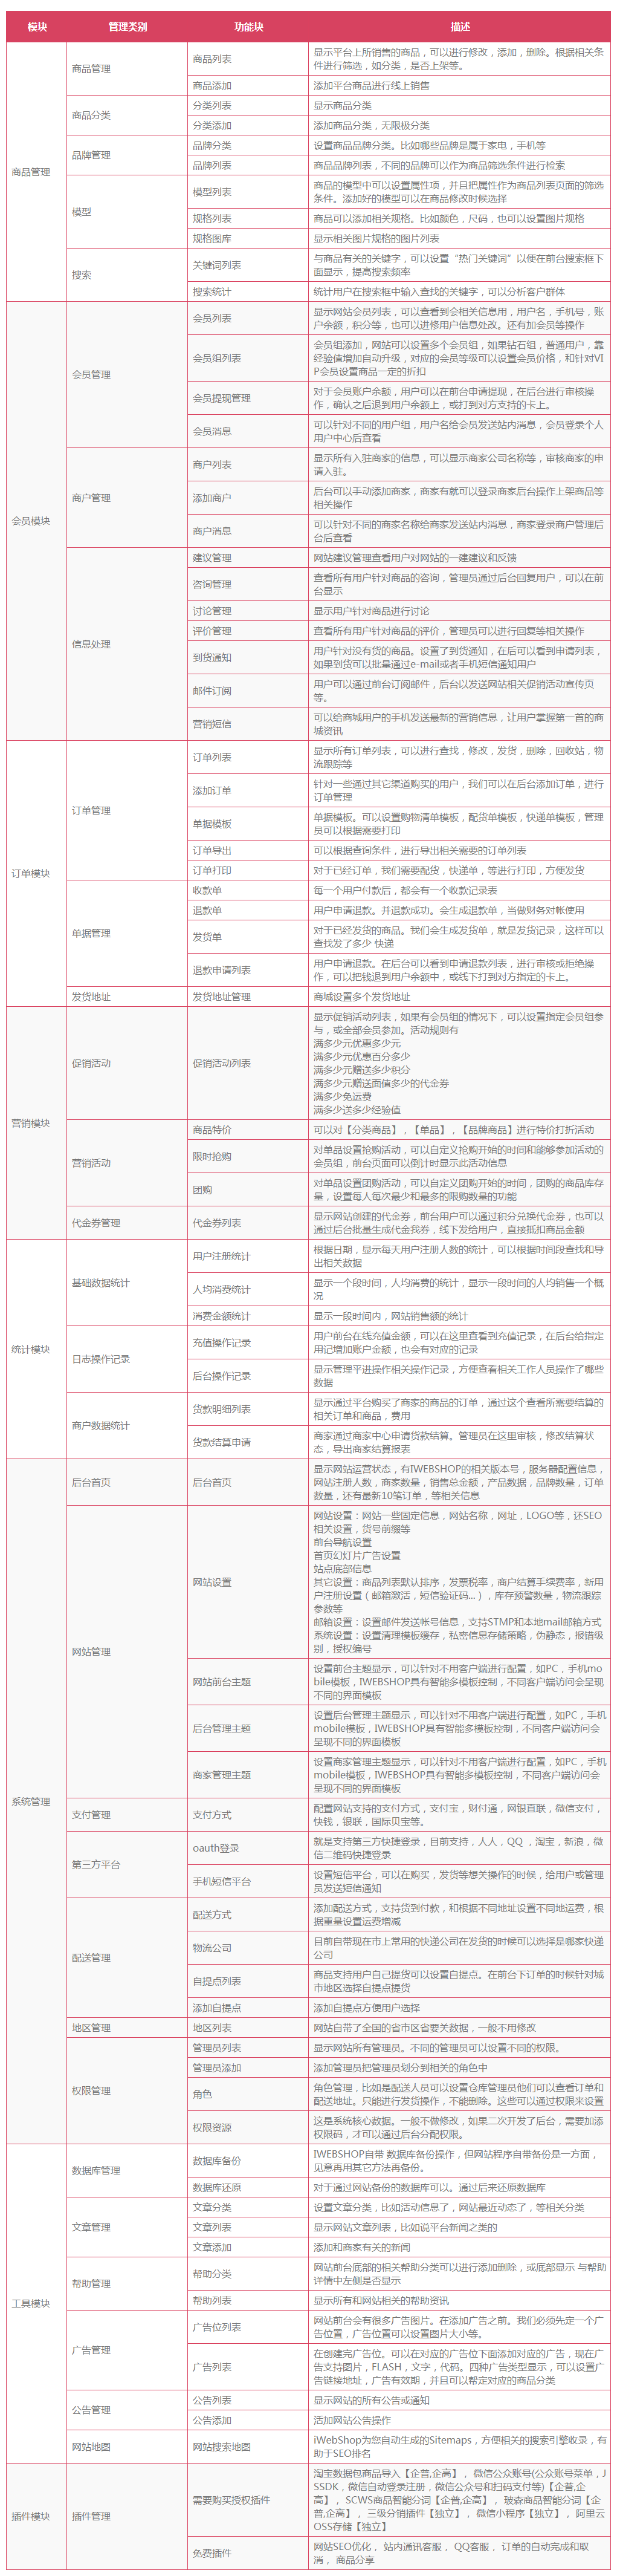 模块 管理类别 功能块 描述
商品管理
商品管理
商品列表
显示平台上所销售的商品，可以进行修改，添加，删除。根据相关条
件进行筛选，如分类，是否上架等。
商品添加
添加平台商品进行线上销售
商品分类
分类列表
显示商品分类
分类添加
添加商品分类，无限极分类
品牌管理
品牌分类
设置商品品牌分类。比如哪些品牌是属于家电，手机等
品牌列表
商品品牌列表，不同的品牌可以作为商品筛选条件进行检索
模型
模型列表
商品的模型中可以设置属性项，并且把属性作为商品列表页面的筛选
条件。添加好的模型可以在商品修改时候选择
规格列表
商品可以添加相关规格。比如颜色，尺码，也可以设置图片规格
规格图库
显示相关图片规格的图片列表
搜索
关键词列表
与商品有关的关键字，可以设置“热门关键词”以便在前台搜索框下
面显示，提高搜索频率
搜索统计
统计用户在搜索框中输入查找的关键字，可以分析客户群体
会员模块
会员管理
会员列表
显示网站会员列表，可以查看到会相关信息用，用户名，手机号，账
户余额，积分等，也可以进修用户信息处改。还有加会员等操作
会员组列表
会员组添加，网站可以设置多个会员组，如果钻石组，普通用户，靠
经验值增加自动升级，对应的会员等级可以设置会员价格，和针对VI
P会员设置商品一定的折扣
会员提现管理
对于会员账户余额，用户可以在前台申请提现，在后台进行审核操
作，确认之后退到用户余额上，或打到对方支持的卡上。
会员消息
可以针对不同的用户组，用户名给会员发送站内消息，会员登录个人
用户中心后查看
商户管理
商户列表
显示所有入驻商家的信息，可以显示商家公司名称等，审核商家的申
请入驻。
添加商户
后台可以手动添加商家，商家有就可以登录商家后台操作上架商品等
相关操作
商户消息
可以针对不同的商家名称给商家发送站内消息，商家登录商户管理后
台后查看
信息处理
建议管理
网站建议管理查看用户对网站的一建建议和反馈
咨询管理
查看所有用户针对商品的咨询，管理员通过后台回复用户，可以在前
台显示
讨论管理
显示用户针对商品进行讨论
评价管理
查看所有用户针对商品的评价，管理员可以进行回复等相关操作
到货通知
用户针对没有货的商品。设置了到货通知，在后可以看到申请列表，
如果到货可以批量通过e-mail或者手机短信通知用户
邮件订阅
用户可以通过前台订阅邮件，后台以发送网站相关促销活动宣传页
等。
营销短信
可以给商城用户的手机发送最新的营销信息，让用户掌握第一首的商
城资讯
订单模块
订单管理
订单列表
显示所有订单列表，可以进行查找，修改，发货，删除，回收站，物
流跟踪等
添加订单
针对一些通过其它渠道购买的用户，我们可以在后台添加订单，进行
订单管理
单据模板
单据模板。可以设置购物清单模板，配货单模板，快递单模板，管理
员可以根据需要打印
订单导出
可以根据查询条件，进行导出相关需要的订单列表
订单打印
对于已经订单，我们需要配货，快递单，等进行打印，方便发货
单据管理
收款单
每一个用户付款后，都会有一个收款记录表
退款单
用户申请退款。并退款成功。会生成退款单，当做财务对帐使用
发货单
对于已经发货的商品。我们会生成发货单，就是发货记录，这样可以
查找发了多少 快递
退款申请列表
用户申请退款。在后台可以看到申请退款列表，进行审核或拒绝操
作，可以把钱退到用户余额中，或线下打到对方指定的卡上。
发货地址
发货地址管理
商城设置多个发货地址
营销模块
促销活动
促销活动列表
显示促销活动列表，如果有会员组的情况下，可以设置指定会员组参
与，或全部会员参加。活动规则有
满多少元优惠多少元
满多少元优惠百分多少
满多少元赠送多少积分
满多少元赠送面值多少的代金券
满多少免运费
满多少送多少经验值
营销活动
商品特价
可以对【分类商品】，【单品】，【品牌商品】进行特价打折活动
限时抢购
对单品设置抢购活动，可以自定义抢购开始的时间和能够参加活动的
会员组，前台页面可以倒计时显示此活动信息
团购
对单品设置团购活动，可以自定义团购开始的时间，团购的商品库存
量，设置每人每次最少和最多的限购数量的功能
代金券管理
代金券列表
显示网站创建的代金券，前台用户可以通过积分兑换代金券，也可以
通过后台批量生成代金我券，线下发给用户，直接抵扣商品金额
统计模块
基础数据统计
用户注册统计
根据日期，显示每天用户注册人数的统计，可以根据时间段查找和导
出相关数据
人均消费统计
显示一个段时间，人均消费的统计，显示一段时间的人均销售一个概
况
消费金额统计
显示一段时间内，网站销售额的统计
日志操作记录
充值操作记录
用户前台在线充值金额，可以在这里查看到充值记录，在后台给指定
用记增加账户金额，也会有对应的记录
后台操作记录
显示管理平进操作相关操作记录，方便查看相关工作人员操作了哪些
数据
商户数据统计
货款明细列表
显示通过平台购买了商家的商品的订单，通过这个查看所需要结算的
相关订单和商品，费用
货款结算申请
商家通过商家中心申请货款结算。管理员在这里审核，修改结算状
态，导出商家结算报表
系统管理
后台首页
后台首页
显示网站运营状态，有IWEBSHOP的相关版本号，服务器配置信息，
网站注册人数，商家数量，销售总金额，产品数据，品牌数量，订单
数量，还有最新10笔订单，等相关信息
网站管理
网站设置
网站设置：网站一些固定信息，网站名称，网址，LOGO等，还SEO
相关设置，货号前缀等
前台导航设置
首页幻灯片广告设置
站点底部信息
其它设置：商品列表默认排序，发票税率，商户结算手续费率，新用
户注册设置（邮箱激活，短信验证码...），库存预警数量，物流跟踪
参数等
邮箱设置：设置邮件发送帐号信息，支持STMP和本地mail邮箱方式
系统设置：设置清理模板缓存，私密信息存储策略，伪静态，报错级
别，授权编号
网站前台主题
设置前台主题显示，可以针对不用客户端进行配置，如PC，手机mo
bile模板，IWEBSHOP具有智能多模板控制，不同客户端访问会呈现
不同的界面模板
后台管理主题
设置后台管理主题显示，可以针对不用客户端进行配置，如PC，手机
mobile模板，IWEBSHOP具有智能多模板控制，不同客户端访问会
呈现不同的界面模板
商家管理主题
设置商家管理主题显示，可以针对不用客户端进行配置，如PC，手机
mobile模板，IWEBSHOP具有智能多模板控制，不同客户端访问会
呈现不同的界面模板
支付管理
支付方式
配置网站支持的支付方式，支付宝，财付通，网银直联，微信支付，
快钱，银联，国际贝宝等。
第三方平台
oauth登录
就是支持第三方快捷登录，目前支持，人人，QQ ，淘宝，新浪，微
信二维码快捷登录
手机短信平台
设置短信平台，可以在购买，发货等想关操作的时候，给用户或管理
员发送短信通知
配送管理
配送方式
添加配送方式，支持货到付款，和根据不同地址设置不同地运费，根
据重量设置运费增减
物流公司
目前自带现在市上常用的快递公司在发货的时候可以选择是哪家快递
公司
自提点列表
商品支持用户自己提货可以设置自提点。在前台下订单的时候针对城
市地区选择自提点提货
添加自提点
添加自提点方便用户选择
地区管理
地区列表
网站自带了全国的省市区省要关数据，一般不用修改
权限管理
管理员列表
显示网站所有管理员。不同的管理员可以设置不同的权限。
管理员添加
添加管理员把管理员划分到相关的角色中
角色
角色管理，比如是配送人员可以设置仓库管理员他们可以查看订单和
配送地址。只能进行发货操作，不能删除。这些可以通过权限来设置
权限资源
这是系统核心数据。一般不做修改，如果二次开发了后台，需要加添
权限码，才可以通过后台分配权限。
工具模块
数据库管理
数据库备份
IWEBSHOP自带 数据库备份操作，但网站程序自带备份是一方面，
见意再用其它方法再备份。
数据库还原
对于通过网站备份的数据库可以。通过后来还原数据库
文章管理
文章分类
设置文章分类，比如活动信息了，网站最近动态了，等相关分类
文章列表
显示网站文章列表，比如说平台新闻之类的
文章添加
添加和商家有关的新闻
帮助管理
帮助分类
网站前台底部的相关帮助分类可以进行添加删除，或底部显示 与帮助
详情中左侧是否显示
帮助列表
显示所有和网站相关的帮助资讯
广告管理
广告位列表
网站前台会有很多广告图片。在添加广告之前。我们必须先定一个广
告位置，广告位置可以设置图片大小等。
广告列表
在创建完广告位。可以在对应的广告位下面添加对应的广告，现在广
告支持图片，FLASH，文字，代码。四种广告类型显示，可以设置广
告链接地址，广告有效期，并且可以帮定对应的商品分类
公告管理
公告列表
显示网站的所有公告或通知
公告添加
活加网站公告操作
网站地图
网站搜索地图
iWebShop为您自动生成的Sitemaps，方便相关的搜索引擎收录，有
助于SEO排名
插件模块
插件管理
需要购买授权插件
淘宝数据包商品导入【企普,企高】， 微信公众账号(公众账号菜单，J
SSDK，微信自动登录注册，微信公众号和扫码支付等)【企普,企
高】， SCWS商品智能分词【企普,企高】， 玻森商品智能分词【企
普,企高】， 三级分销插件【独立】， 微信小程序【独立】， 阿里云
OSS存储【独立】
免费插件
网站SEO优化， 站内通讯客服， QQ客服， 订单的自动完成和取
消， 商品分享